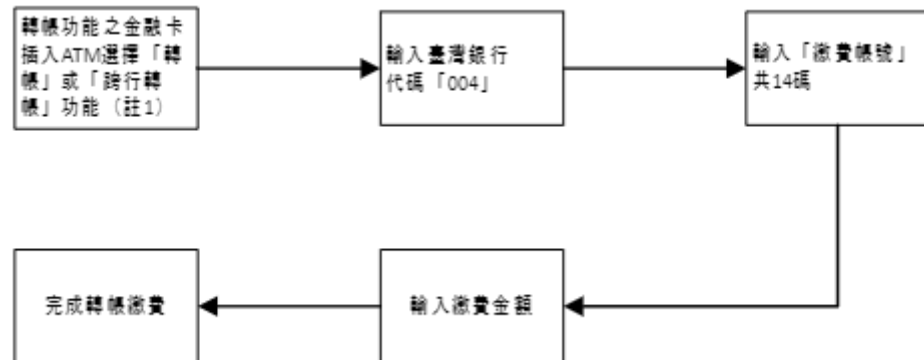 轉帳功能之金融卡
插入ATM選擇「轉
帳」或「跨行轉
帳」功能（註1）
輸入臺灣銀行
代碼「004」
輸入「繳費帳號」
共14碼
輸入繳費金額
完成轉帳繳費